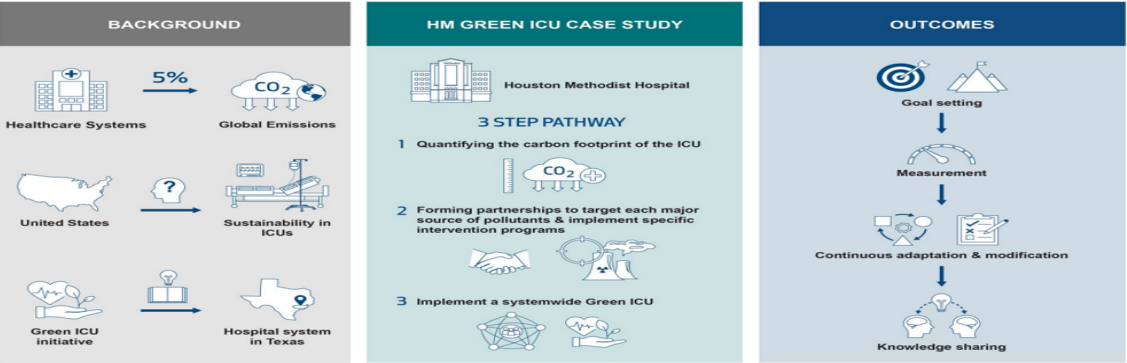 BACKGROUND
5%
CO2
Healthcare Systems
Global Emissions
?
United States
Sustainability in
ICUs
Green ICU
initiative
Hospital system
in Texas
HM GREEN ICU CASE STUDY
Houston Methodist Hospital
3 STEP PATHWAY
1 Quantifying the carbon footprint of the ICU
CO2
2 Forming partnerships to target each major
source of pollutants & implement specific
intervention programs
3 Implement a systemwide Green ICU
OUTCOMES
Goal setting
Measurement
Continuous adaptation & modification
Knowledge sharing